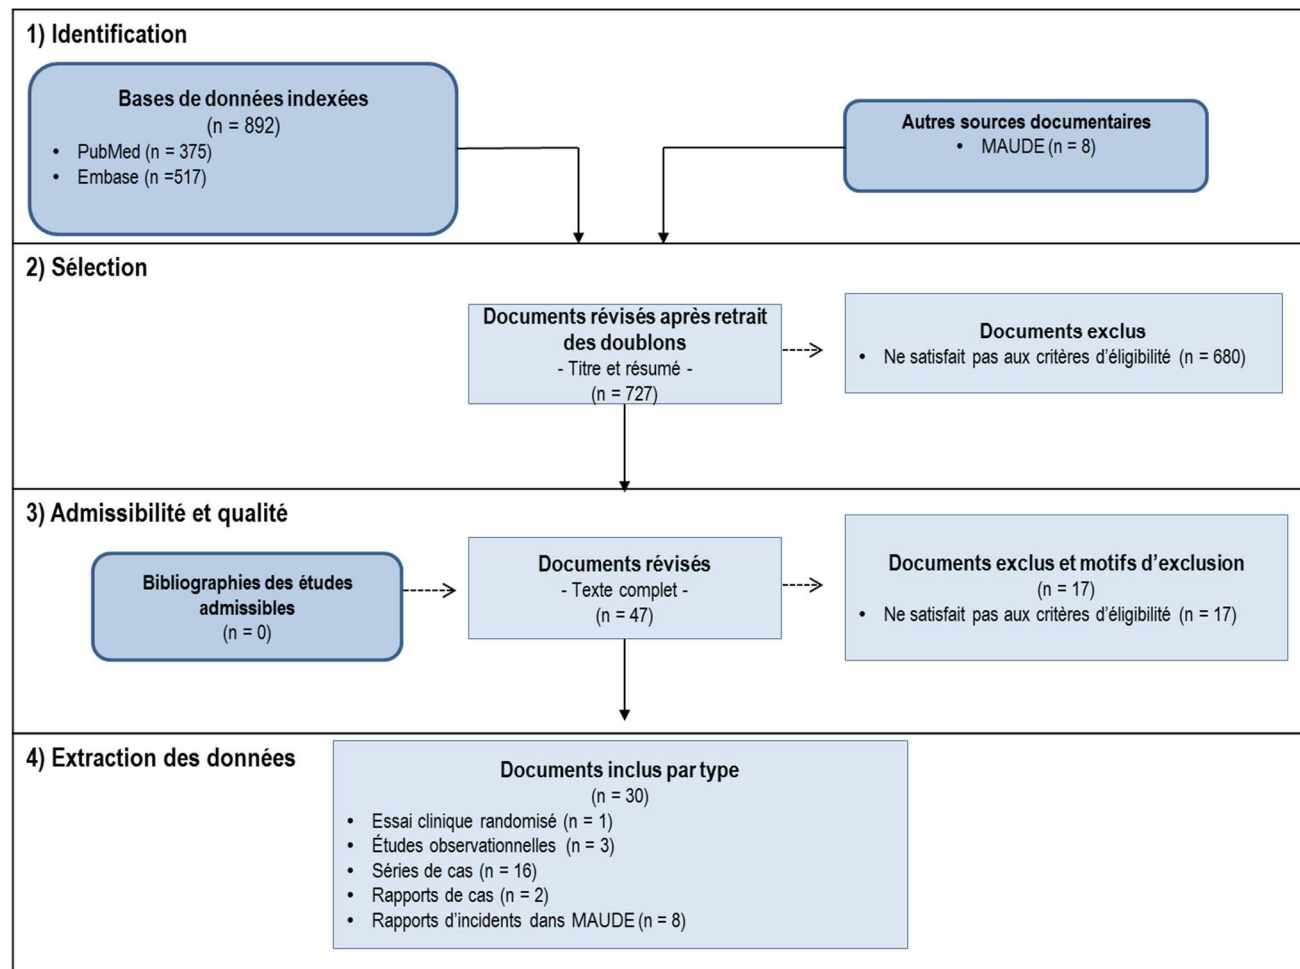 1) Identification
Bases de données indexées
(n = 892)
• PubMed (n = 375)
• Embase (n =517)
Autres sources documentaires
• MAUDE (n = 8)
2) Sélection
Documents révisés après retrait
des doublons
- Titre et résumé -
(n = 727)
Documents exclus
• Ne satisfait pas aux critères d’éligibilité (n = 680)
3) Admissibilité et qualité
Bibliographies des études
admissibles
(n = 0)
Documents révisés
- Texte complet -
(n = 47)
Documents exclus et motifs d’exclusion
(n = 17)
• Ne satisfait pas aux critères d’éligibilité (n = 17)
4) Extraction des données
Documents inclus par type
(n = 30)
• Essai clinique randomisé (n = 1)
• Études observationnelles (n = 3)
• Séries de cas (n = 16)
• Rapports de cas (n = 2)
• Rapports d’incidents dans MAUDE (n = 8)